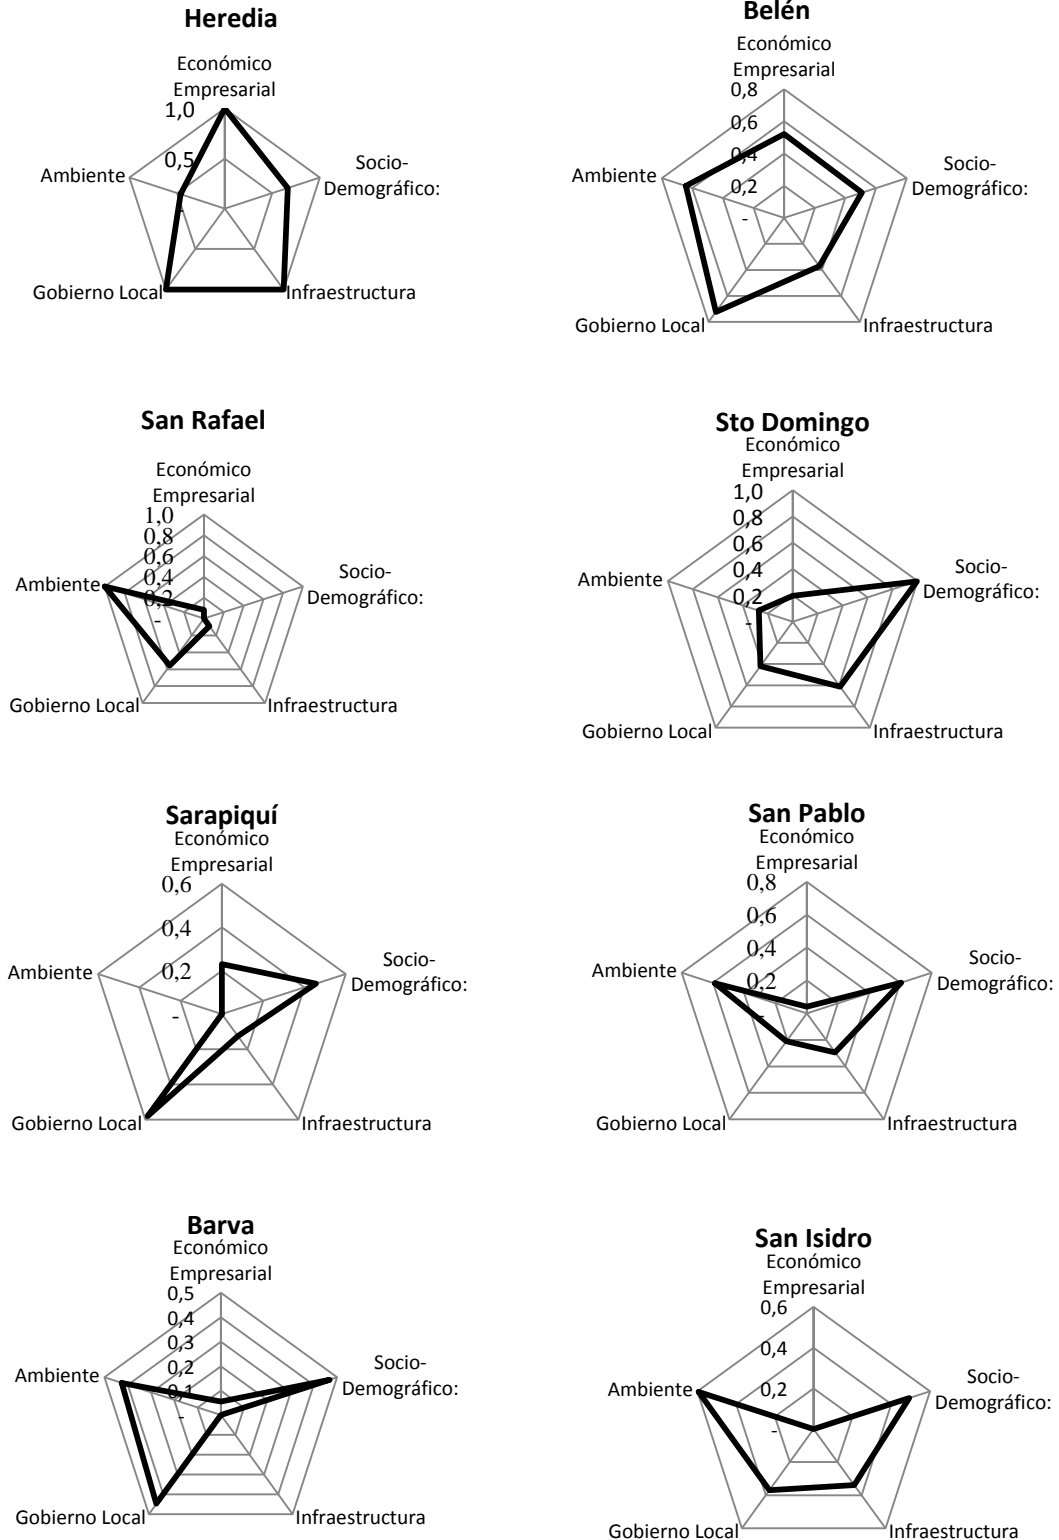 Heredia
Económico
Empresarial
1,0
0,5
-
Ambiente
Socio-
Demográfico:
Gobierno Local
Infraestructura
Belén
Económico
Empresarial
0,8
0,6
0,4
0,2
-
Ambiente
Socio-
Demográfico:
Gobierno Local
Infraestructura
San Rafael
Económico
Empresarial
1,0
0,8
0,6
0,4
0,2
-
Ambiente
Socio-
Demográfico:
Gobierno Local
Infraestructura
Sto Domingo
Económico
Empresarial
1,0
0,8
0,6
0,4
0,2
-
Ambiente
Socio-
Demográfico:
Gobierno Local
Infraestructura
Sarapiquí
Económico
Empresarial
0,6
0,4
0,2
-
Ambiente
Socio-
Demográfico:
Gobierno Local
Infraestructura
San Pablo
Económico
Empresarial
0,8
0,6
0,4
0,2
-
Ambiente
Socio-
Demográfico:
Gobierno Local
Infraestructura
Barva
Económico
Empresarial
0,5
0,4
0,3
0,2
0,1
-
Ambiente
Socio-
Demográfico:
Gobierno Local
Infraestructura
San Isidro
Económico
Empresarial
0,6
0,4
0,2
-
Ambiente
Socio-
Demográfico:
Gobierno Local
Infraestructura